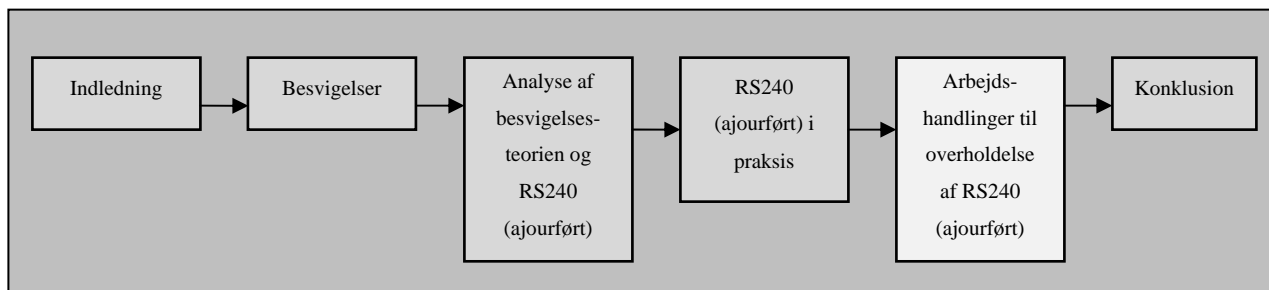 Indledning
Besvigelser
Analyse af
besvigelses-
teorien og
RS240
(ajourført)
RS240
(ajourført) i
praksis
Arbejds-
handlinger til
overholdelse
af RS240
(ajourført)
Konklusion